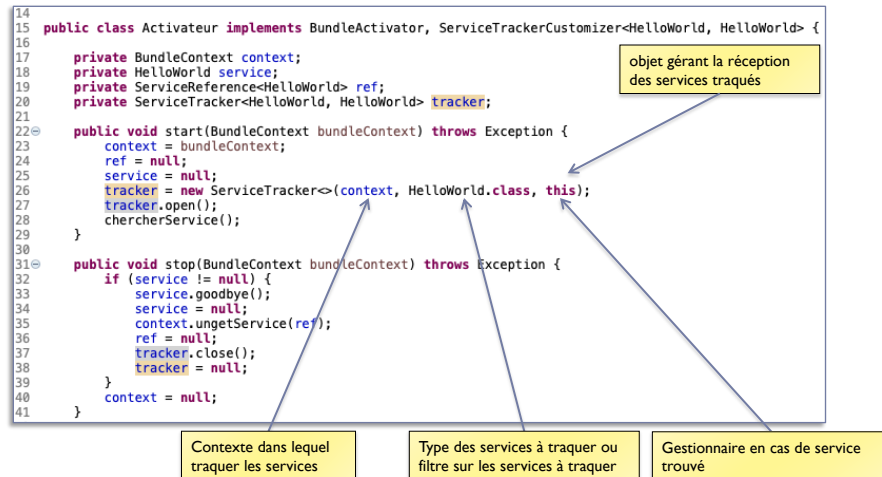 14
15 public class Activateur implements BundleActivator, ServiceTrackerCustomizer<HelloWorld, HelloWorld> {
16
17     private BundleContext context;
18     private HelloWorld service;
19     private ServiceReference<HelloWorld> ref;
20     private ServiceTracker<HelloWorld, HelloWorld> tracker;
21
22     public void start(BundleContext bundleContext) throws Exception {
23         context = bundleContext;
24         ref = null;
25         service = null;
26         tracker = new ServiceTracker<>(context, HelloWorld.class, this);
27         tracker.open();
28         chercherService();
29     }
30
31     public void stop(BundleContext bundleContext) throws Exception {
32         if (service != null) {
33             service.goodbye();
34             service = null;
35             context.ungetService(ref);
36             ref = null;
37             tracker.close();
38             tracker = null;
39         }
40         context = null;
41     }
objet gérant la réception
des services traqués
Contexte dans lequel
traquer les services
Type des services à traquer ou
filtre sur les services à traquer
Gestionnaire en cas de service
trouvé